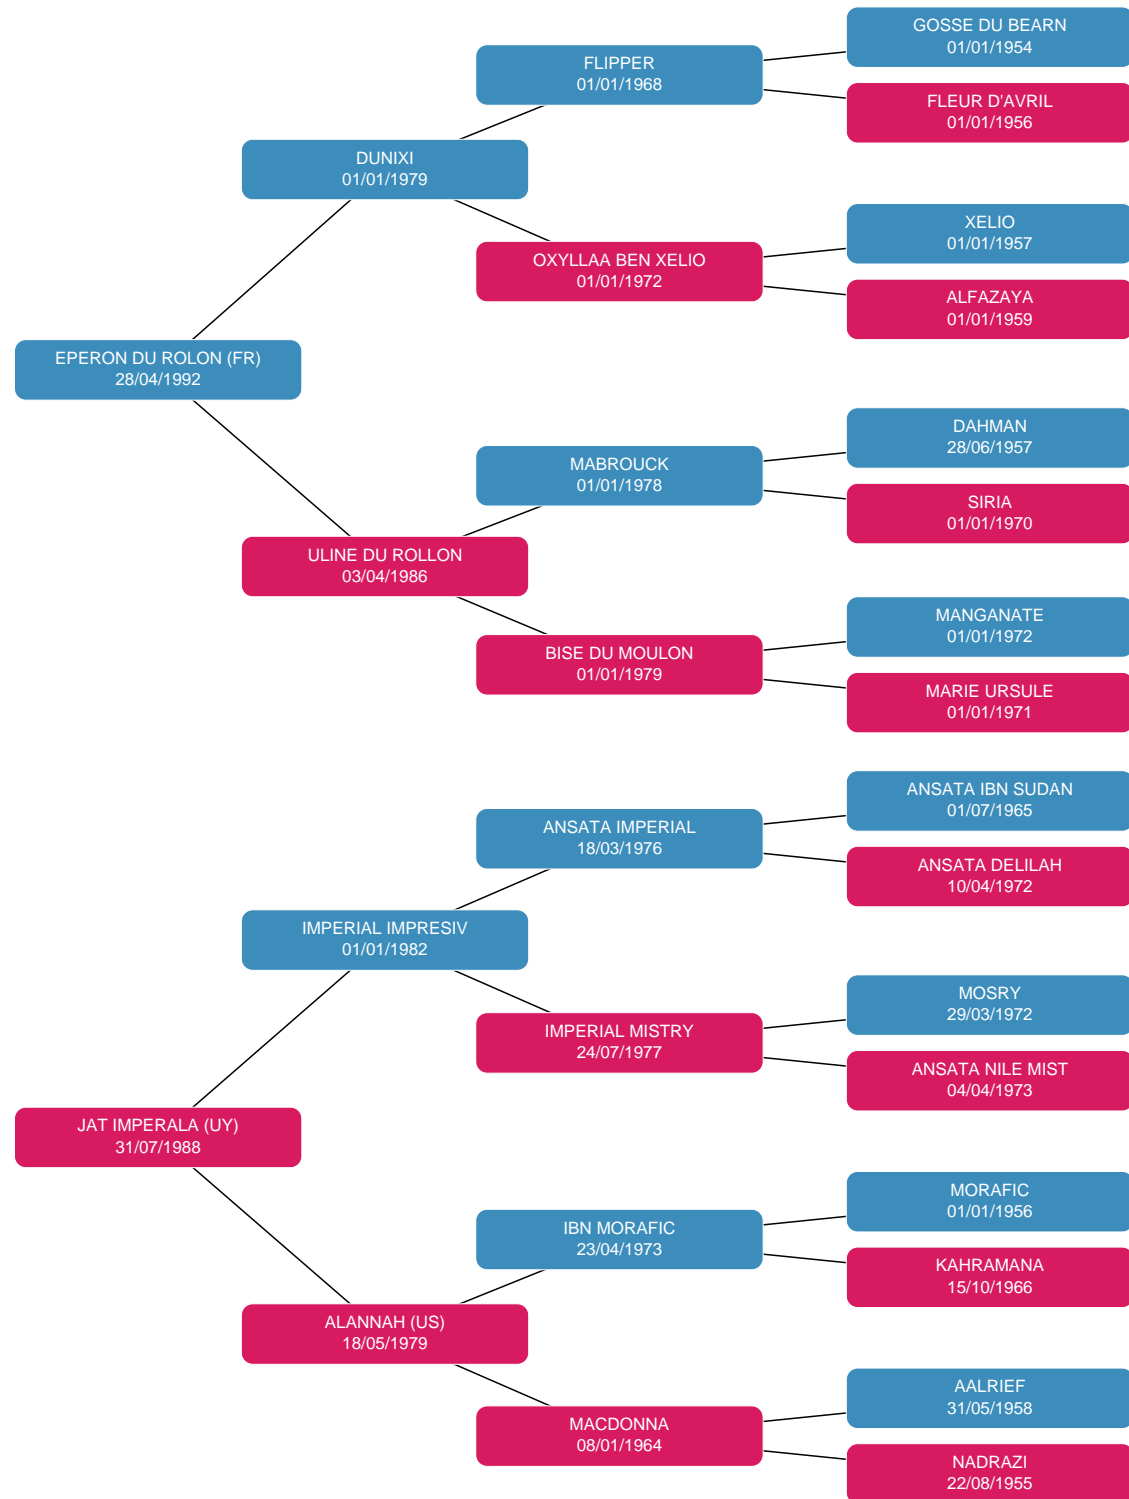 GOSSE DU BEARN
01/01/1954
FLIPPER
01/01/1968
FLEUR D'AVRIL
01/01/1956
DUNIXI
01/01/1979
XELIO
01/01/1957
OXYLLAA BEN XELIO
01/01/1972
ALFAZAYA
01/01/1959
EPERON DU ROLON (FR)
28/04/1992
DAHMAN
28/06/1957
MABROUCK
01/01/1978
SIRIA
01/01/1970
ULINE DU ROLLON
03/04/1986
MANGANATE
01/01/1972
BISE DU MOULON
01/01/1979
MARIE URSULE
01/01/1971
ANSATA IBN SUDAN
01/07/1965
ANSATA IMPERIAL
18/03/1976
ANSATA DELILAH
10/04/1972
IMPERIAL IMPRESIV
01/01/1982
MOSRY
29/03/1972
IMPERIAL MISTRY
24/07/1977
ANSATA NILE MIST
04/04/1973
JAT IMPERALA (UY)
31/07/1988
MORAFIC
01/01/1956
IBN MORAFIC
23/04/1973
KAHRAMANA
15/10/1966
ALANNAH (US)
18/05/1979
AALRIEF
31/05/1958
MACDONNA
08/01/1964
NADRAZI
22/08/1955